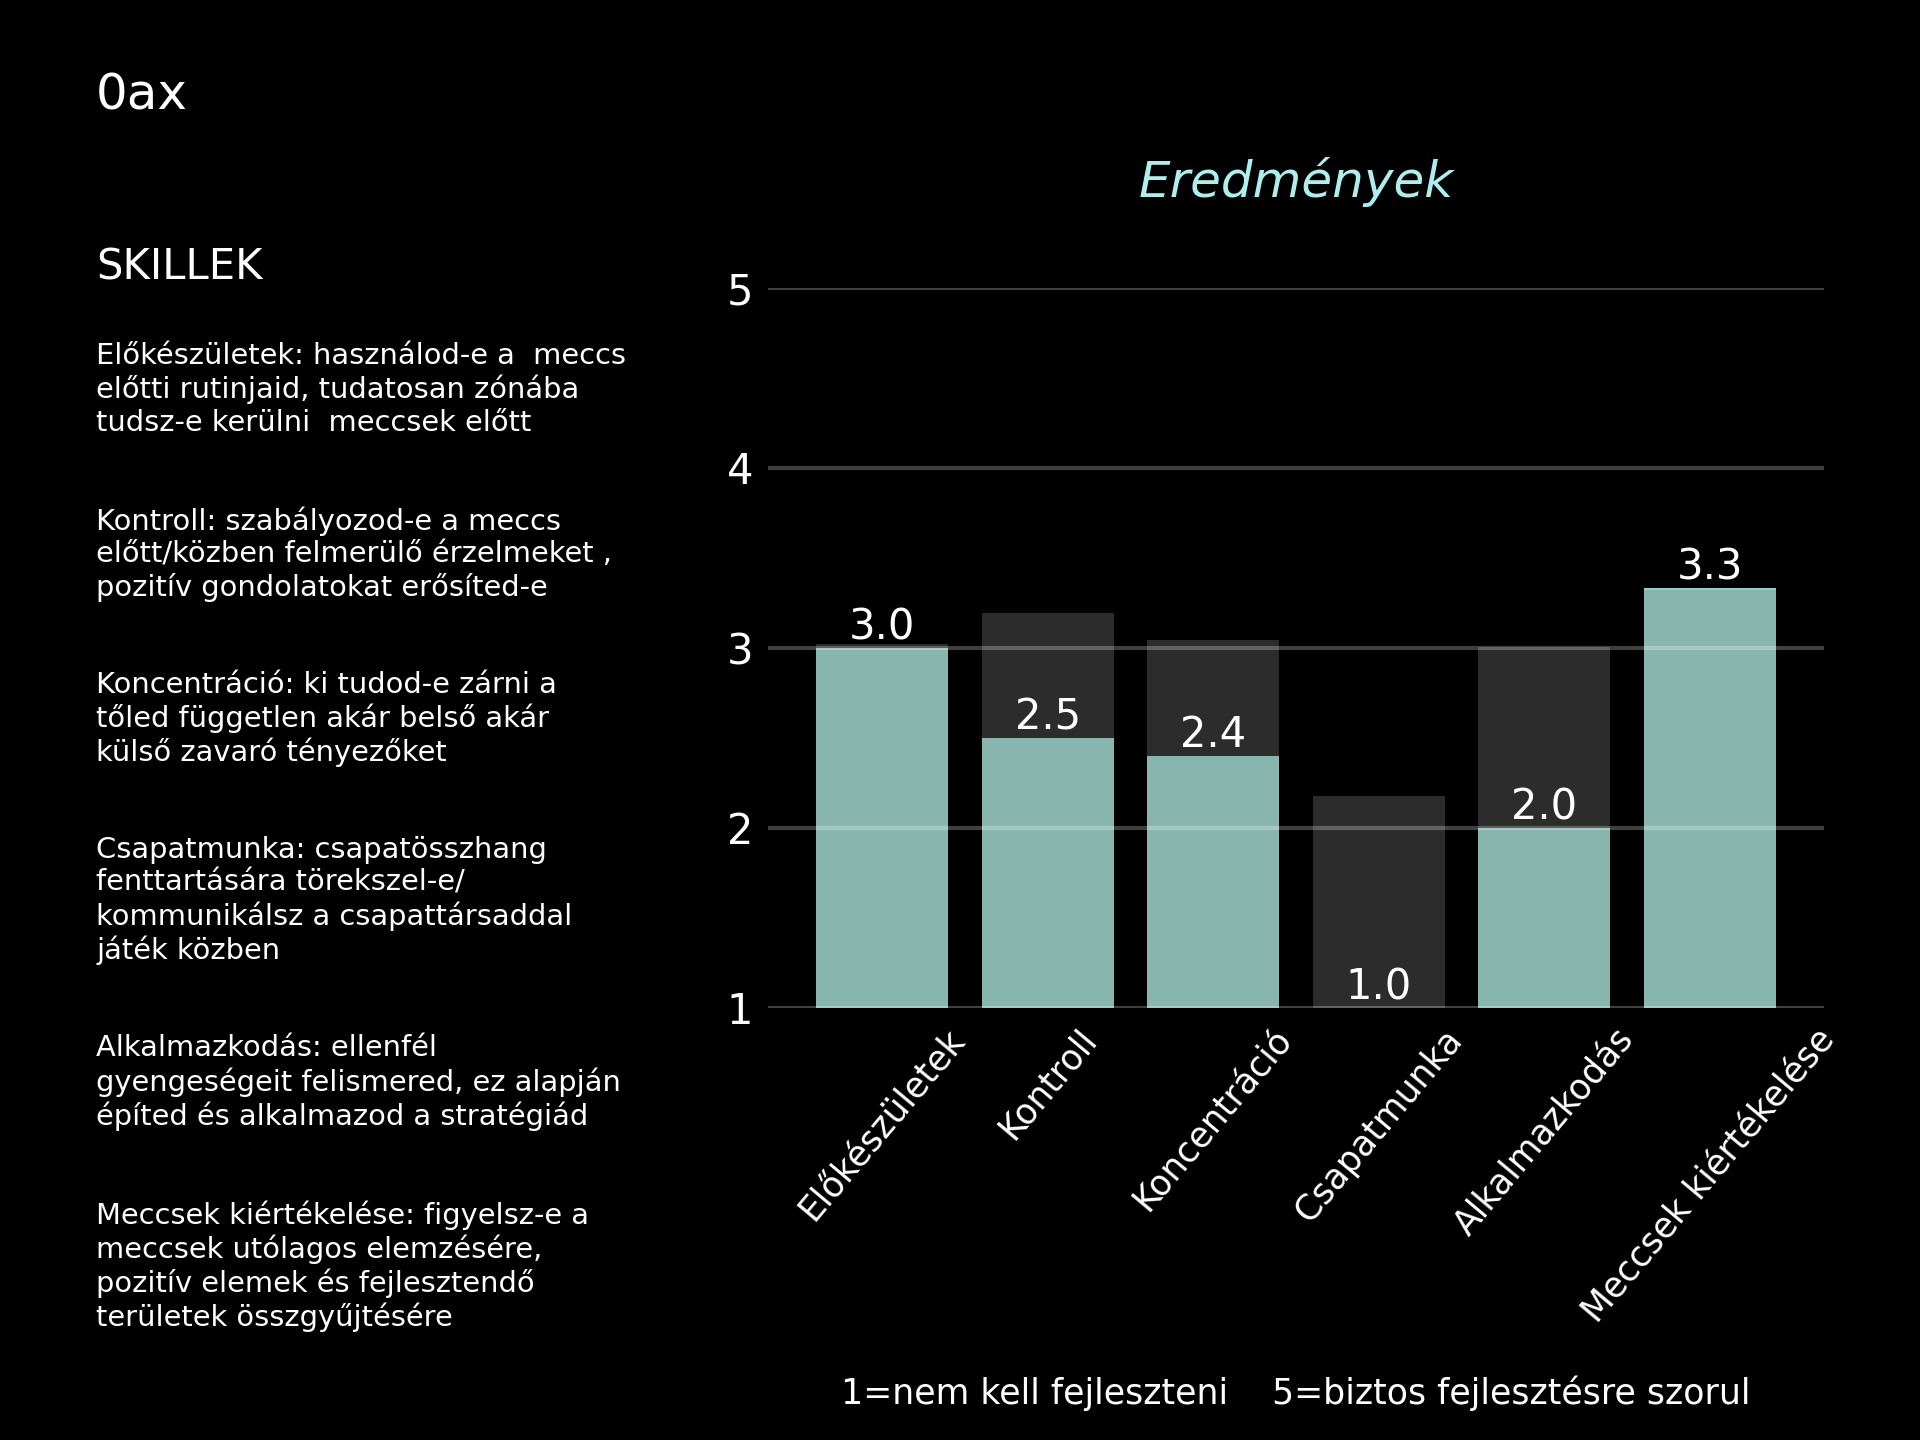 0ax
SKILLEK
Előkészületek: használod-e a  meccs
előtti rutinjaid, tudatosan zónába
tudsz-e kerülni  meccsek előtt
Kontroll: szabályozod-e a meccs
előtt/közben felmerülő érzelmeket ,
pozitív gondolatokat erősíted-e
Koncentráció: ki tudod-e zárni a
tőled független akár belső akár
külső zavaró tényezőket
Csapatmunka: csapatösszhang
fenttartására törekszel-e/
kommunikálsz a csapattársaddal
játék közben
Alkalmazkodás: ellenfél
gyengeségeit felismered, ez alapján
építed és alkalmazod a stratégiád
Meccsek kiértékelése: figyelsz-e a
meccsek utólagos elemzésére,
pozitív elemek és fejlesztendő
területek összgyűjtésére
Eredmények
5
4
3
2
1
3.0
2.5
2.4
1.0
2.0
3.3
Előkészületek
Kontroll
Koncentráció
Csapatmunka
Alkalmazkodás
Meccsek kiértékelése
1=nem kell fejleszteni    5=biztos fejlesztésre szorul